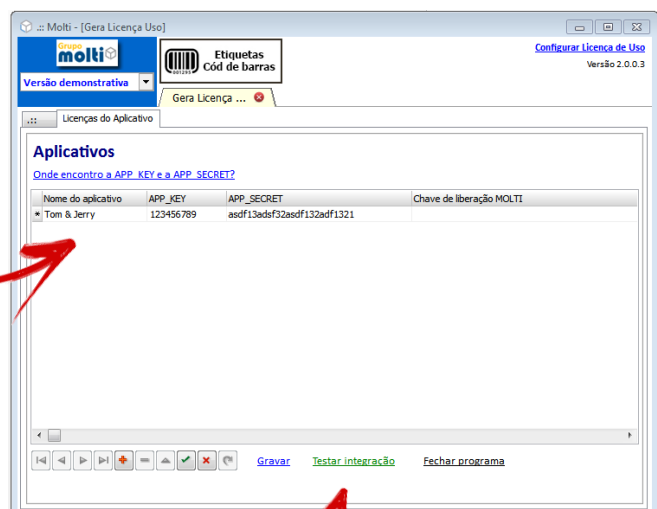 .:: Molti - [Gera Licença Uso]
Grupo
molti
Etiquetas
Cód de barras
001293
Configurar Licenca de Uso
Versão 2.0.0.3
Versão demonstrativa
Gera Licença ...
.:: Licenças do Aplicativo
Aplicativos
Onde encontro a APP_KEY e a APP_SECRET?
Nome do aplicativo APP_KEY APP_SECRET Chave de liberação MOLTI
* Tom & Jerry 123456789 asdf13adsf32asdf132adf1321
Gravar Testar integração Fechar programa